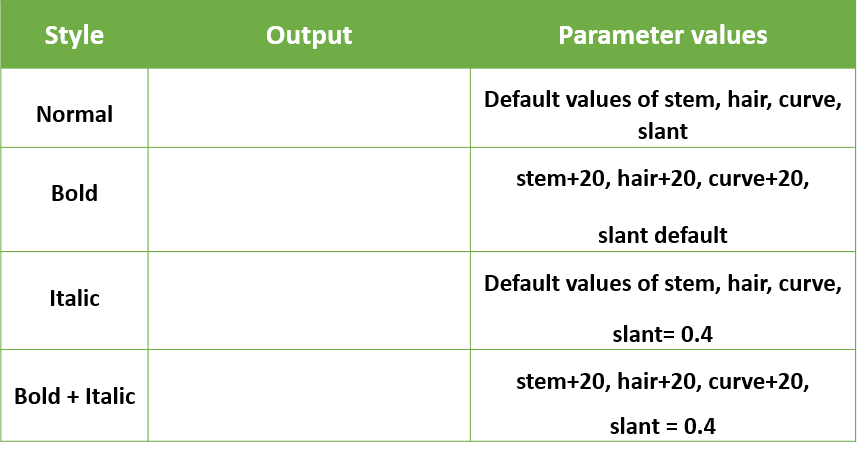 Style Output Parameter values
Normal Default values of stem, hair, curve,
slant
Bold stem+20, hair+20, curve+20,
slant default
Italic Default values of stem, hair, curve,
slant= 0.4
Bold + Italic stem+20, hair+20, curve+20,
slant = 0.4